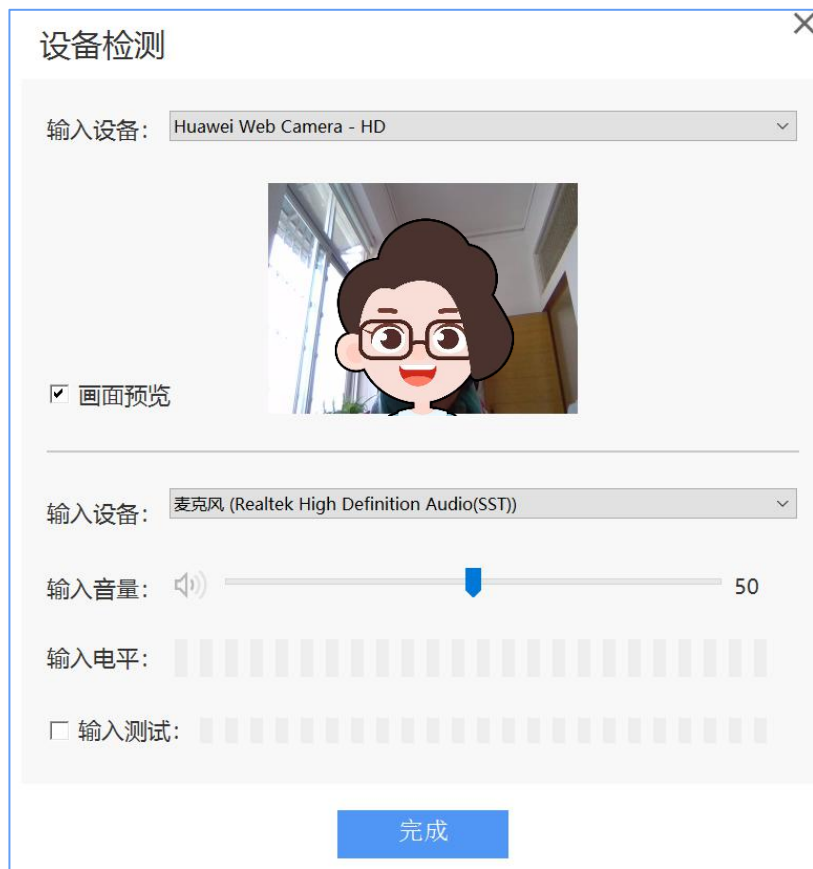 设备检测
输入设备：
Huawei Web Camera - HD
画面预览
输入设备：
麦克风 (Realtek High Definition Audio(SST))
输入音量：
50
输入电平：
输入测试：
完成